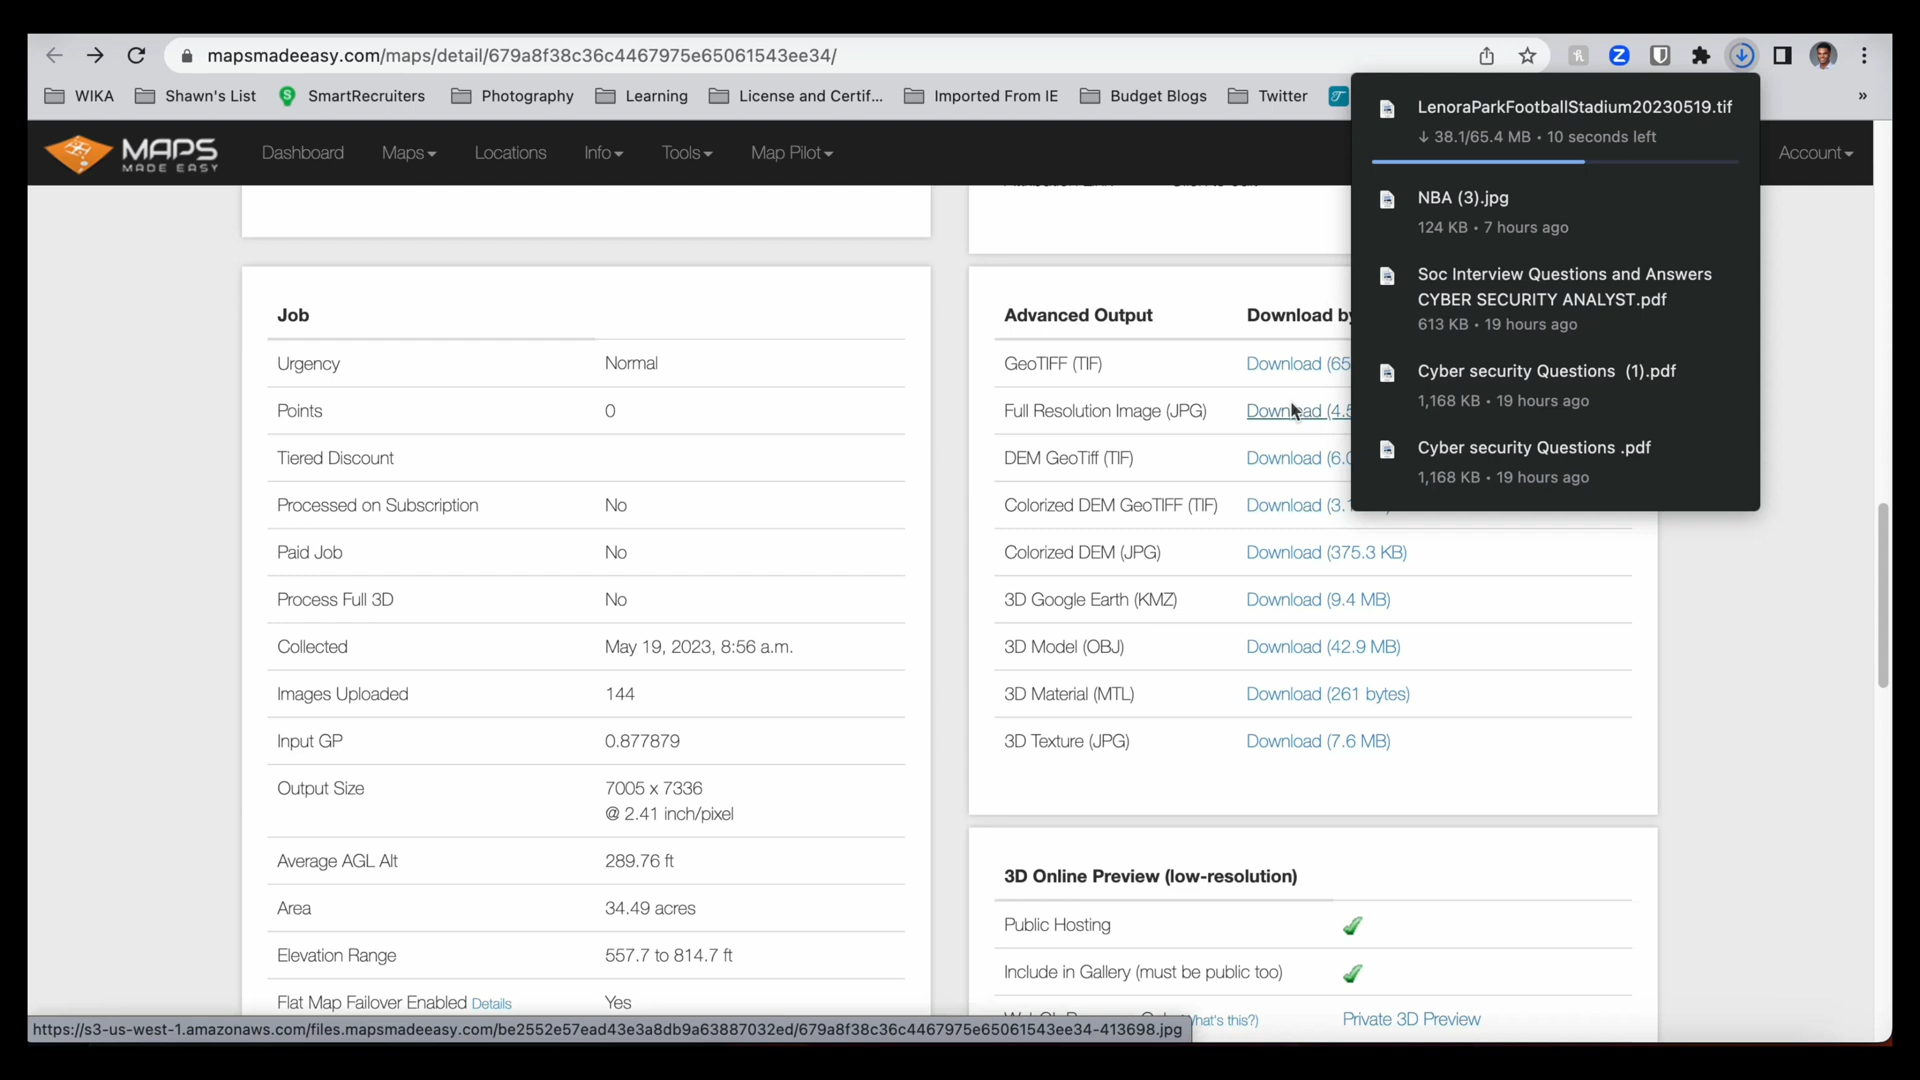 mapsmadeeasy.com/maps/detail/679a8f38c36c4467975e65061543ee34/
WIKA
Shawn's List
SmartRecruiters
Photography
Learning
License and Certif...
Imported From IE
Budget Blogs
Twitter
»
MAPS
MADE EASY
Dashboard
Maps
Locations
Info
Tools
Map Pilot
Account
LenoraParkFootballStadium20230519.tif
↓ 38.1/65.4 MB • 10 seconds left
NBA (3).jpg
124 KB • 7 hours ago
Soc Interview Questions and Answers
CYBER SECURITY ANALYST.pdf
613 KB • 19 hours ago
Cyber security Questions (1).pdf
1,168 KB • 19 hours ago
Cyber security Questions .pdf
1,168 KB • 19 hours ago
Job
Urgency Normal
Points 0
Tiered Discount
Processed on Subscription No
Paid Job No
Process Full 3D No
Collected May 19, 2023, 8:56 a.m.
Images Uploaded 144
Input GP 0.877879
Output Size 7005 x 7336
@ 2.41 inch/pixel
Average AGL Alt 289.76 ft
Area 34.49 acres
Elevation Range 557.7 to 814.7 ft
Flat Map Failover Enabled Details Yes
Advanced Output Download
GeoTIFF (TIF) Download (65
Full Resolution Image (JPG) Download (4.5
DEM GeoTiff (TIF) Download (6.
Colorized DEM GeoTIFF (TIF) Download (3.
Colorized DEM (JPG) Download (375.3 KB)
3D Google Earth (KMZ) Download (9.4 MB)
3D Model (OBJ) Download (42.9 MB)
3D Material (MTL) Download (261 bytes)
3D Texture (JPG) Download (7.6 MB)
3D Online Preview (low-resolution)
Public Hosting
Include in Gallery (must be public too)
hat's this?) Private 3D Preview
https://s3-us-west-1.amazonaws.com/files.mapsmadeeasy.com/be2552e57ead43e3a8db9a63887032ed/679a8f38c36c4467975e65061543ee34-413698.jpg